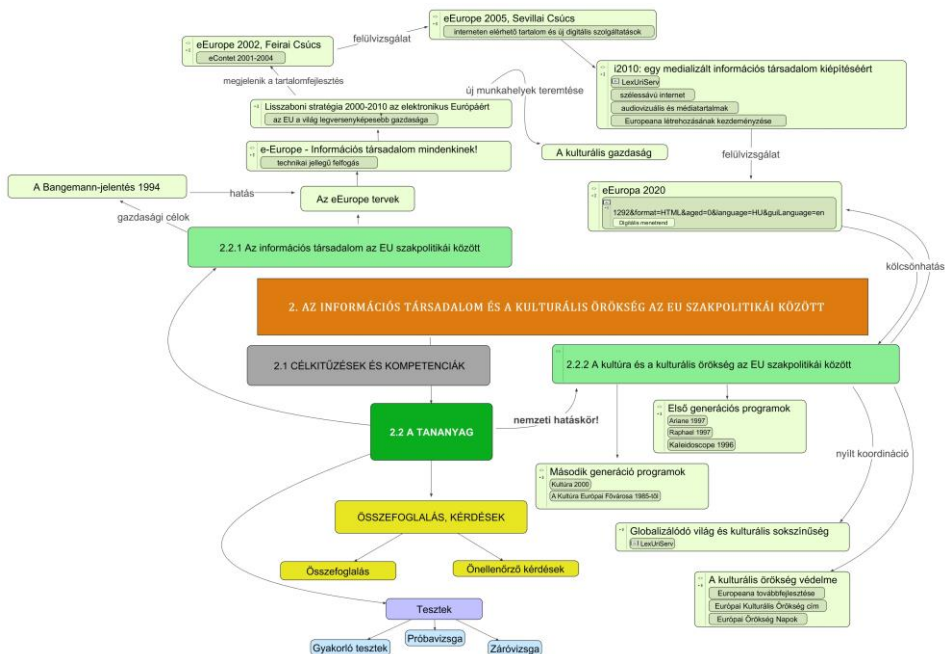 eEurope 2005, Sevillai Csúcs
interneten elérhető tartalom és új digitális szolgáltatások
felülvizsgálat
eEurope 2002, Feirai Csúcs
eContet 2001-2004
megjelenik a tartalomfejlesztés
i2010: egy medializált információs társadalom kiépítéséért
LexUriServ
szélessávú internet
audiovizuális és médiatartalmak
Europeana létrehozásának kezdeményzése
új munkahelyek teremtése
Lisszaboni stratégia 2000-2010 az elektronikus Európáért
az EU a világ legversenyképesebb gazdasága
e-Europe - Információs társadalom mindenkinek!
technikai jellegű felfogás
A kulturális gazdaság
felülvizsgálat
A Bangemann-jelentés 1994
hatás
Az eEurope tervek
gazdasági célok
eEuropa 2020
1292&format=HTML&aged=0&language=HU&guiLanguage=en
Digitális menetrend
kölcsönhatás
2.2.1 Az információs társadalom az EU szakpolitikái között
2. AZ INFORMÁCIÓS TÁRSADALOM ÉS A KULTURÁLIS ÖRÖKSÉG AZ EU SZAKPOLITIKÁI KÖZÖTT
2.1 CÉLKITŰZÉSEK ÉS KOMPETENCIÁK
2.2.2 A kultúra és a kulturális örökség az EU szakpolitikái között
2.2 A TANANYAG
nemzeti hatáskör!
Első generációs programok
Ariane 1997
Raphael 1997
Kaleidoscope 1996
nyílt koordináció
Második generáció programok
Kultúra 2000
A Kultúra Európai Fővárosa 1985-től
ÖSSZEFOGLALÁS, KÉRDÉSEK
Összefoglalás
Önellenőrző kérdések
Globalizálódó világ és kulturális sokszínűség
LexUriServ
A kulturális örökség védelme
Europeana továbbfejlesztése
Európai Kulturális Örökség cím
Európai Örökség Napok
Tesztek
Gyakorló tesztek
Próbavizsga
Záróvizsga